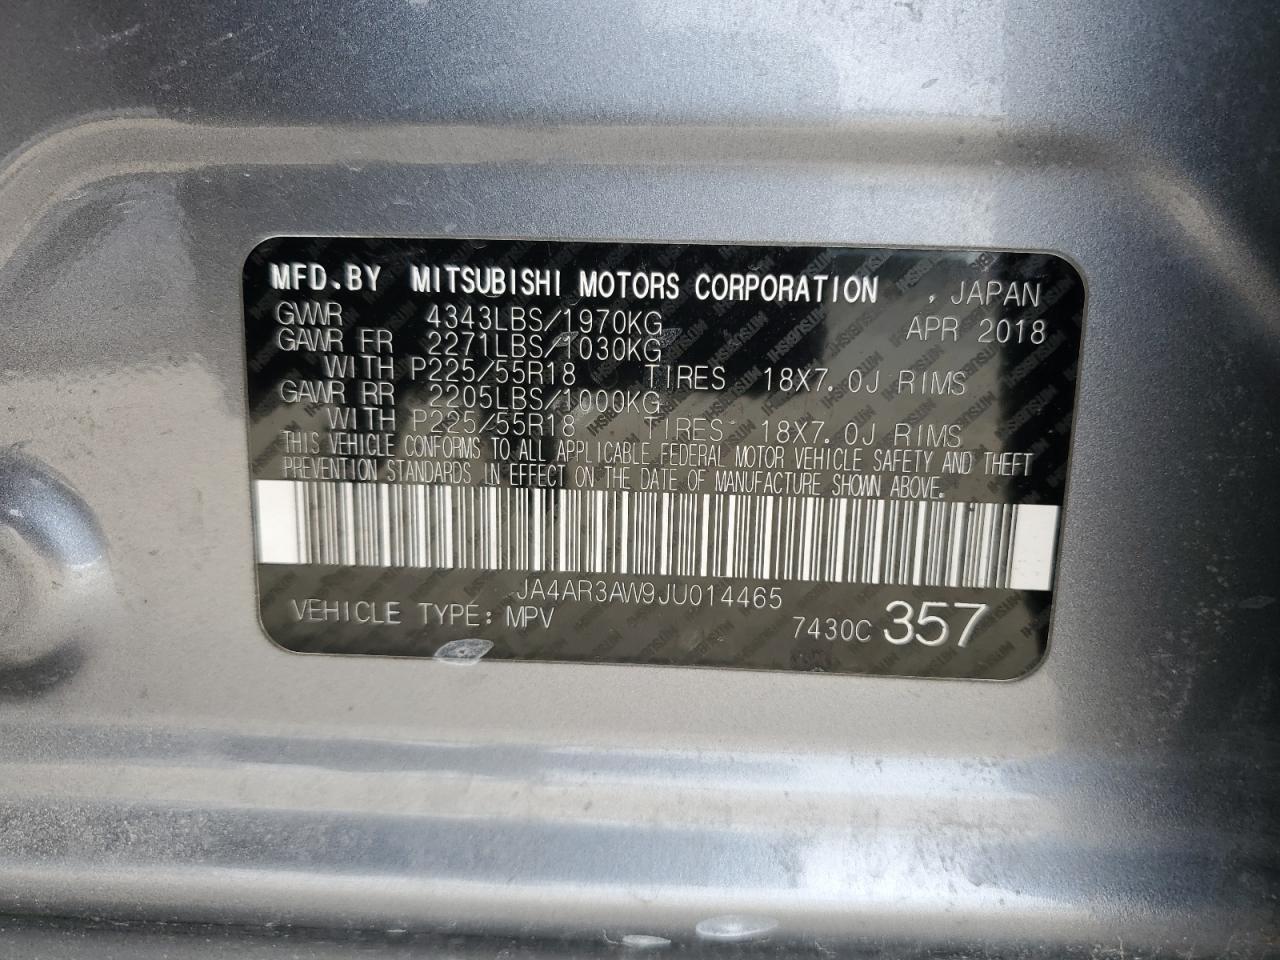 MFD.BY MITSUBISHI MOTORS CORPORATION , JAPAN
GVWR 4343LBS/1970KG APR 2018
GAWR FR 2271LBS/1030KG
WITH P225/55R18 TIRES 18X7.0J RIMS
GAWR RR 2205LBS/1000KG
WITH P225/55R18 TIRES 18X7.0J RIMS
THIS VEHICLE CONFORMS TO ALL APPLICABLE FEDERAL MOTOR VEHICLE SAFETY AND THEFT
PREVENTION STANDARDS IN EFFECT ON THE DATE OF MANUFACTURE SHOWN ABOVE.
JA4AR3AW9JU014465
VEHICLE TYPE: MPV 7430C 357